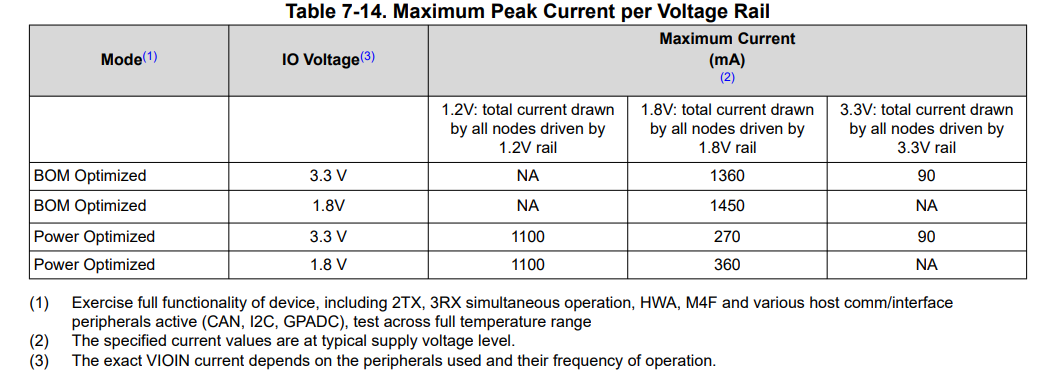 Table 7-14. Maximum Peak Current per Voltage Rail
Mode(1) IO Voltage(3) Maximum Current
(mA)
(2)
1.2V: total current drawn 1.8V: total current drawn 3.3V: total current drawn
by all nodes driven by by all nodes driven by by all nodes driven by
1.2V rail 1.8V rail 3.3V rail
BOM Optimized 3.3 V NA 1360 90
BOM Optimized 1.8V NA 1450 NA
Power Optimized 3.3 V 1100 270 90
Power Optimized 1.8 V 1100 360 NA
(1) Exercise full functionality of device, including 2TX, 3RX simultaneous operation, HWA, M4F and various host comm/interface
peripherals active (CAN, I2C, GPADC), test across full temperature range
(2) The specified current values are at typical supply voltage level.
(3) The exact VIOIN current depends on the peripherals used and their frequency of operation.